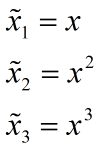 x̃₁ = x
x̃₂ = x²
x̃₃ = x³